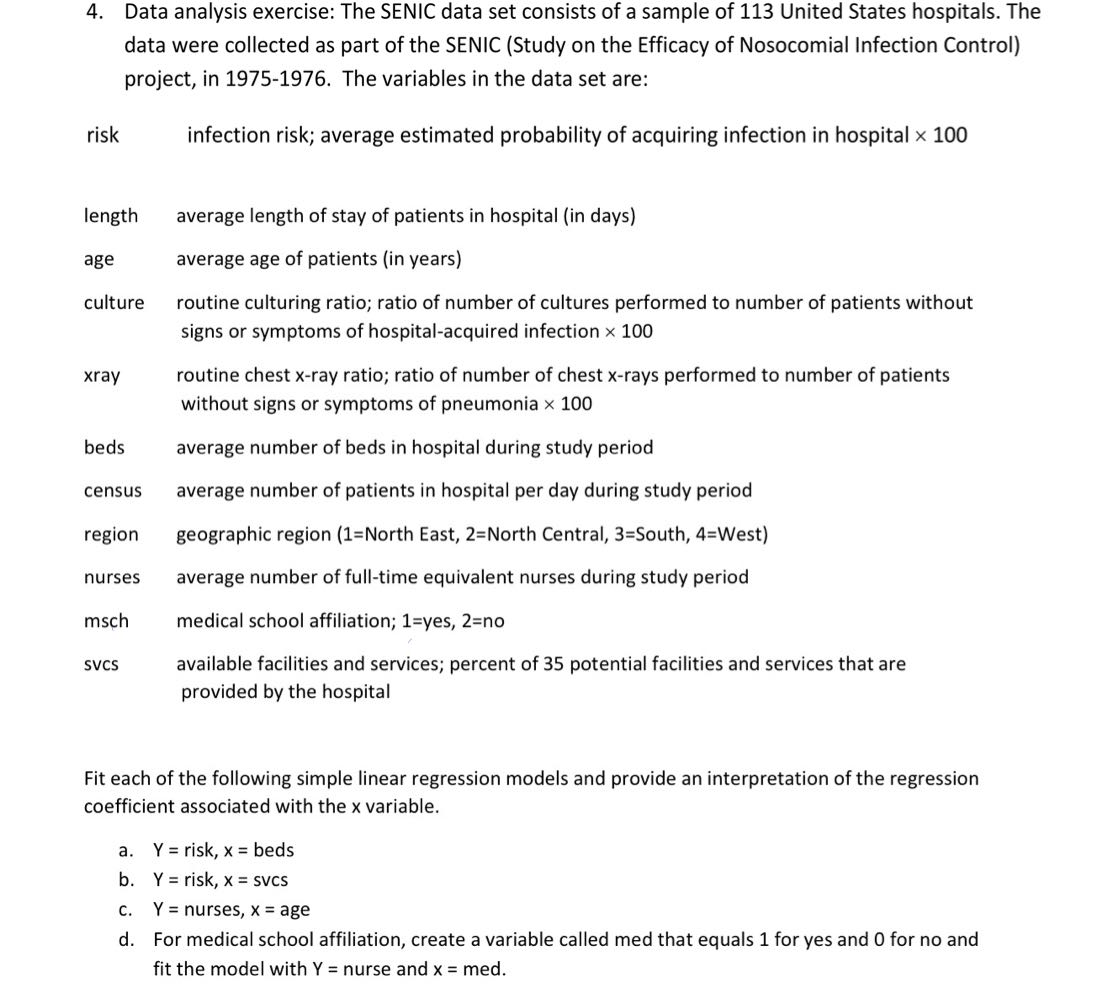 4. Data analysis exercise: The SENIC data set consists of a sample of 113 United States hospitals. The
data were collected as part of the SENIC (Study on the Efficacy of Nosocomial Infection Control)
project, in 1975-1976. The variables in the data set are:
risk infection risk; average estimated probability of acquiring infection in hospital × 100
length average length of stay of patients in hospital (in days)
age average age of patients (in years)
culture routine culturing ratio; ratio of number of cultures performed to number of patients without
signs or symptoms of hospital-acquired infection × 100
xray routine chest x-ray ratio; ratio of number of chest x-rays performed to number of patients
without signs or symptoms of pneumonia × 100
beds average number of beds in hospital during study period
census average number of patients in hospital per day during study period
region geographic region (1=North East, 2=North Central, 3=South, 4=West)
nurses average number of full-time equivalent nurses during study period
msch medical school affiliation; 1=yes, 2=no
svcs available facilities and services; percent of 35 potential facilities and services that are
provided by the hospital
Fit each of the following simple linear regression models and provide an interpretation of the regression
coefficient associated with the x variable.
a. Y = risk, x = beds
b. Y = risk, x = svcs
c. Y = nurses, x = age
d. For medical school affiliation, create a variable called med that equals 1 for yes and 0 for no and
fit the model with Y = nurse and x = med.